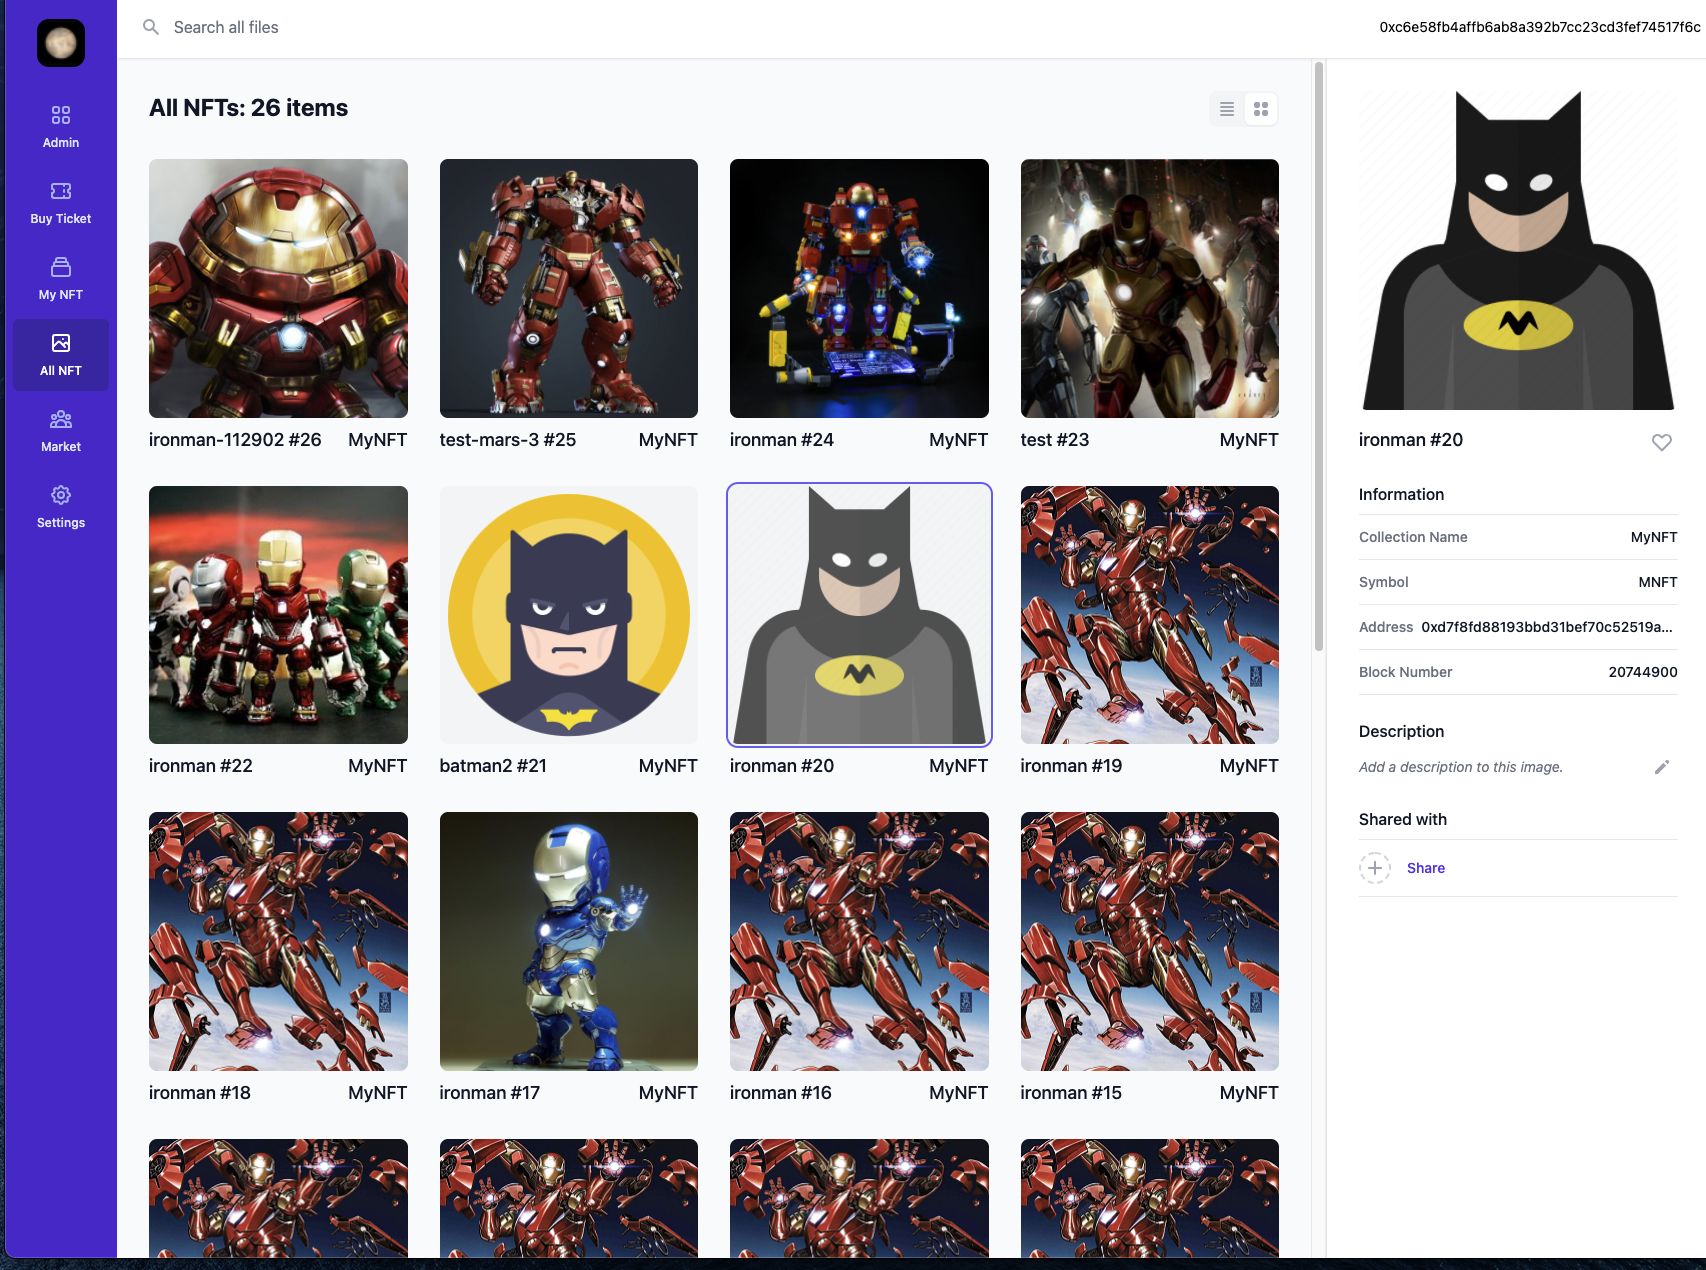 Search all files
0xc6e58fb4affb6ab8a392b7cc23cd3fef74517f6c
Admin
Buy Ticket
My NFT
All NFT
Market
Settings
All NFTs: 26 items
ironman-112902 #26 MyNFT
test-mars-3 #25 MyNFT
ironman #24 MyNFT
test #23 MyNFT
ironman #22 MyNFT
batman2 #21 MyNFT
ironman #20 MyNFT
ironman #19 MyNFT
ironman #18 MyNFT
ironman #17 MyNFT
ironman #16 MyNFT
ironman #15 MyNFT
ironman #20
Information
Collection Name MyNFT
Symbol MNFT
Address 0xd7f8fd88193bbd31bef70c52519a...
Block Number 20744900
Description
Add a description to this image.
Shared with
Share